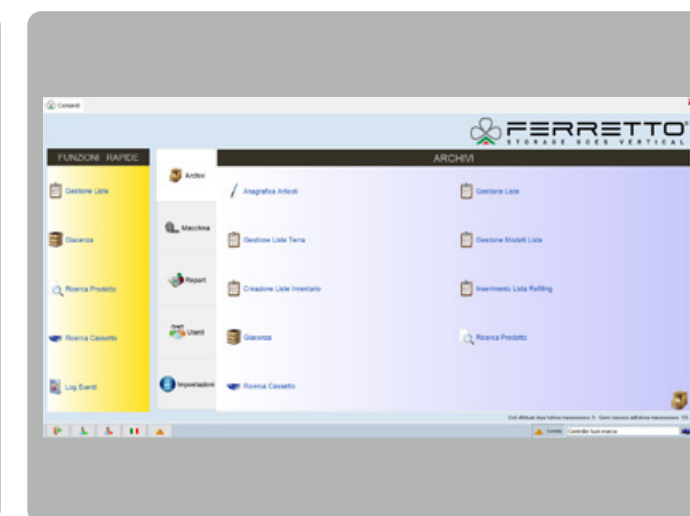 Comandi
FERRETTO
STORAGE GOES VERTICAL
FUNZIONI RAPIDE
ARCHIVI
Gestione Liste
Giacenza
Ricerca Prodotto
Ricerca Cassetto
Log Eventi
Archivi
Macchina
Report
Utenti
Impostazioni
Anagrafica Articoli
Gestione Liste
Gestione Liste Terra
Gestione Modelli Liste
Creazione Liste Inventario
Inserimento Lista Refilling
Giacenza
Ricerca Prodotto
Ricerca Cassetto